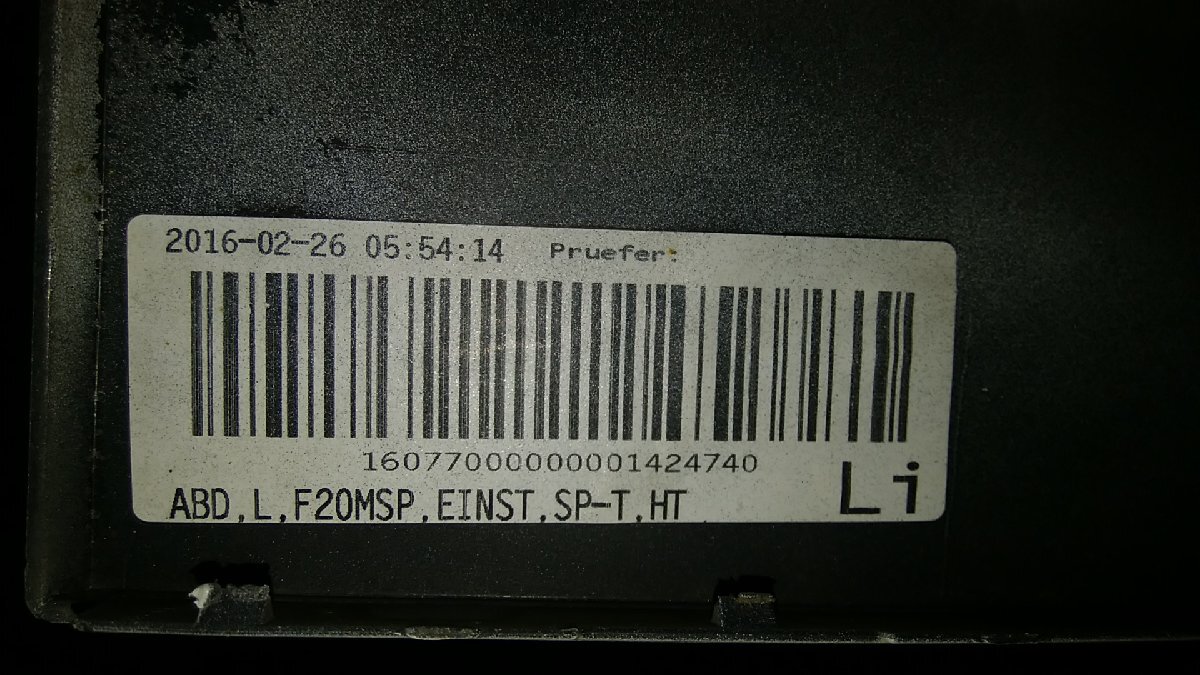 2016-02-26 05:54:14 Pruefer:
16077000000001424740
Li
ABD,L,F20MSP,EINST,SP-T,HT